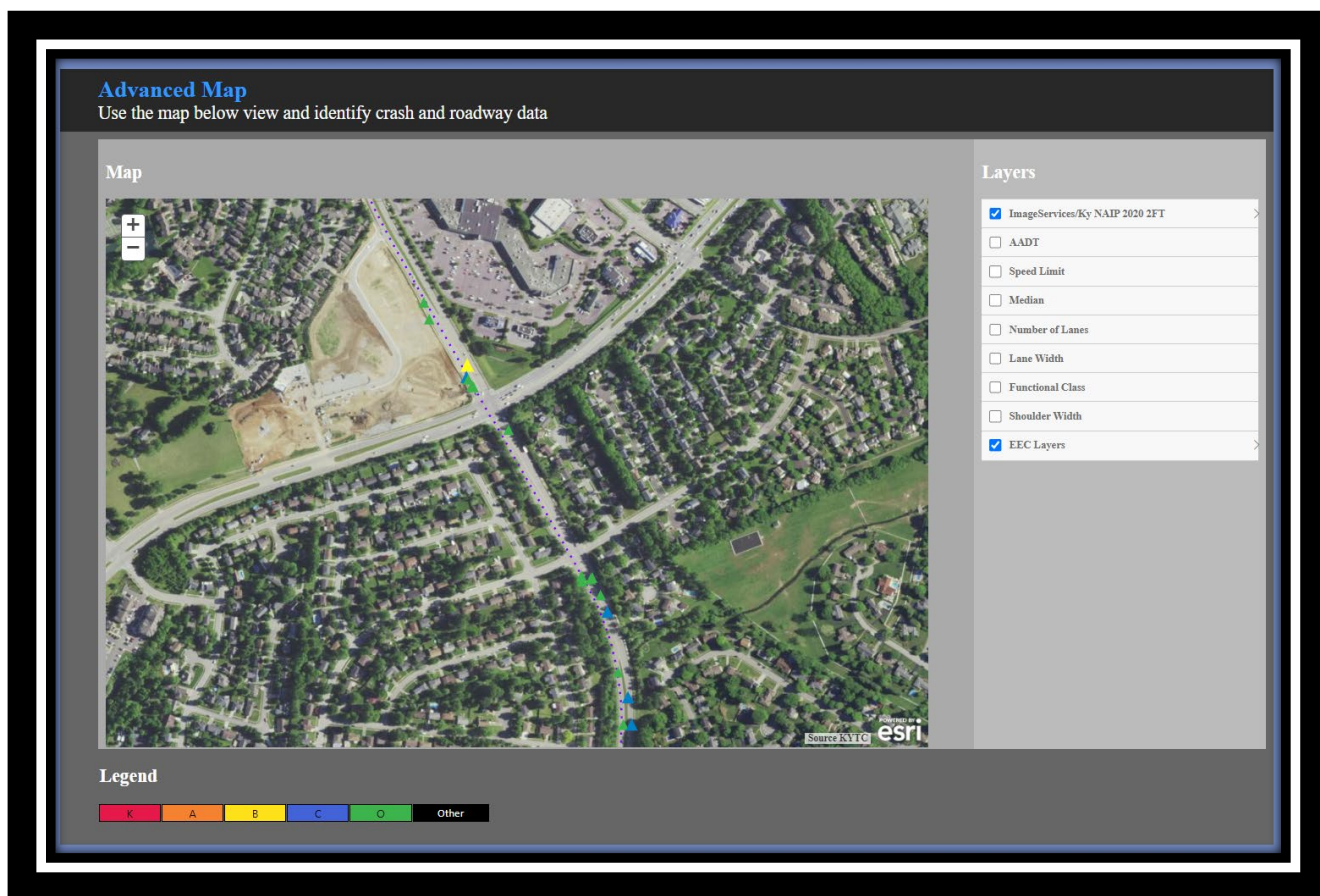 Advanced Map
Use the map below view and identify crash and roadway data
Map
Layers
+
−
ImageServices/Ky NAIP 2020 2FT
AADT
Speed Limit
Median
Number of Lanes
Lane Width
Functional Class
Shoulder Width
EEC Layers
POWERED BY
esri
Source KYTC
Legend
K A B C O Other